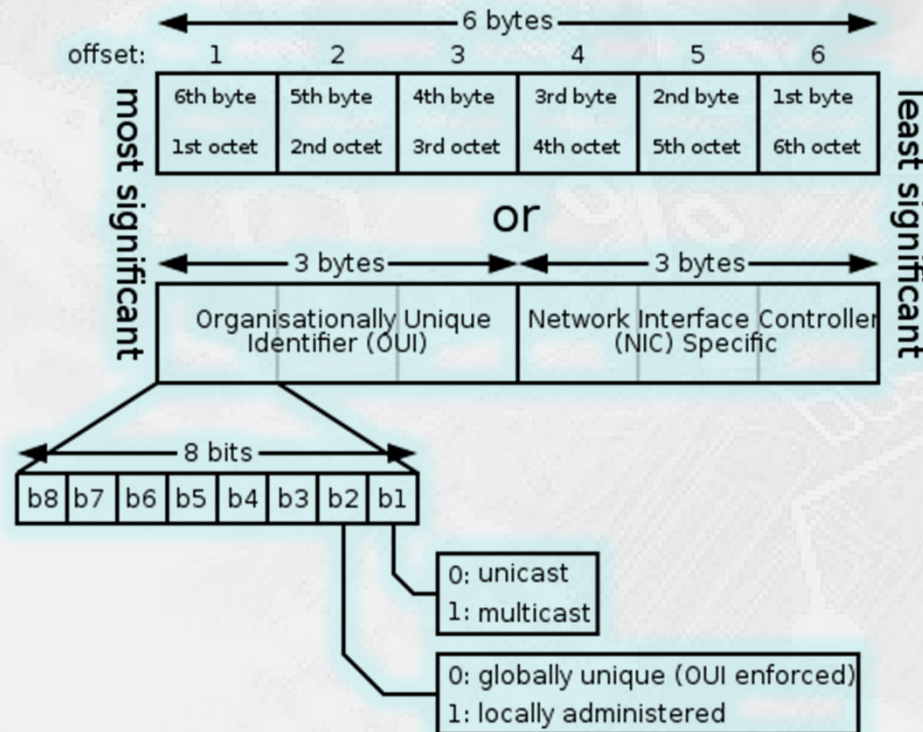 6 bytes
offset: 1 2 3 4 5 6
most significant
6th byte 5th byte 4th byte 3rd byte 2nd byte 1st byte
1st octet 2nd octet 3rd octet 4th octet 5th octet 6th octet
least significant
or
3 bytes 3 bytes
Organisationally Unique
Identifier (OUI)
Network Interface Controller
(NIC) Specific
8 bits
b8 b7 b6 b5 b4 b3 b2 b1
0: unicast
1: multicast
0: globally unique (OUI enforced)
1: locally administered